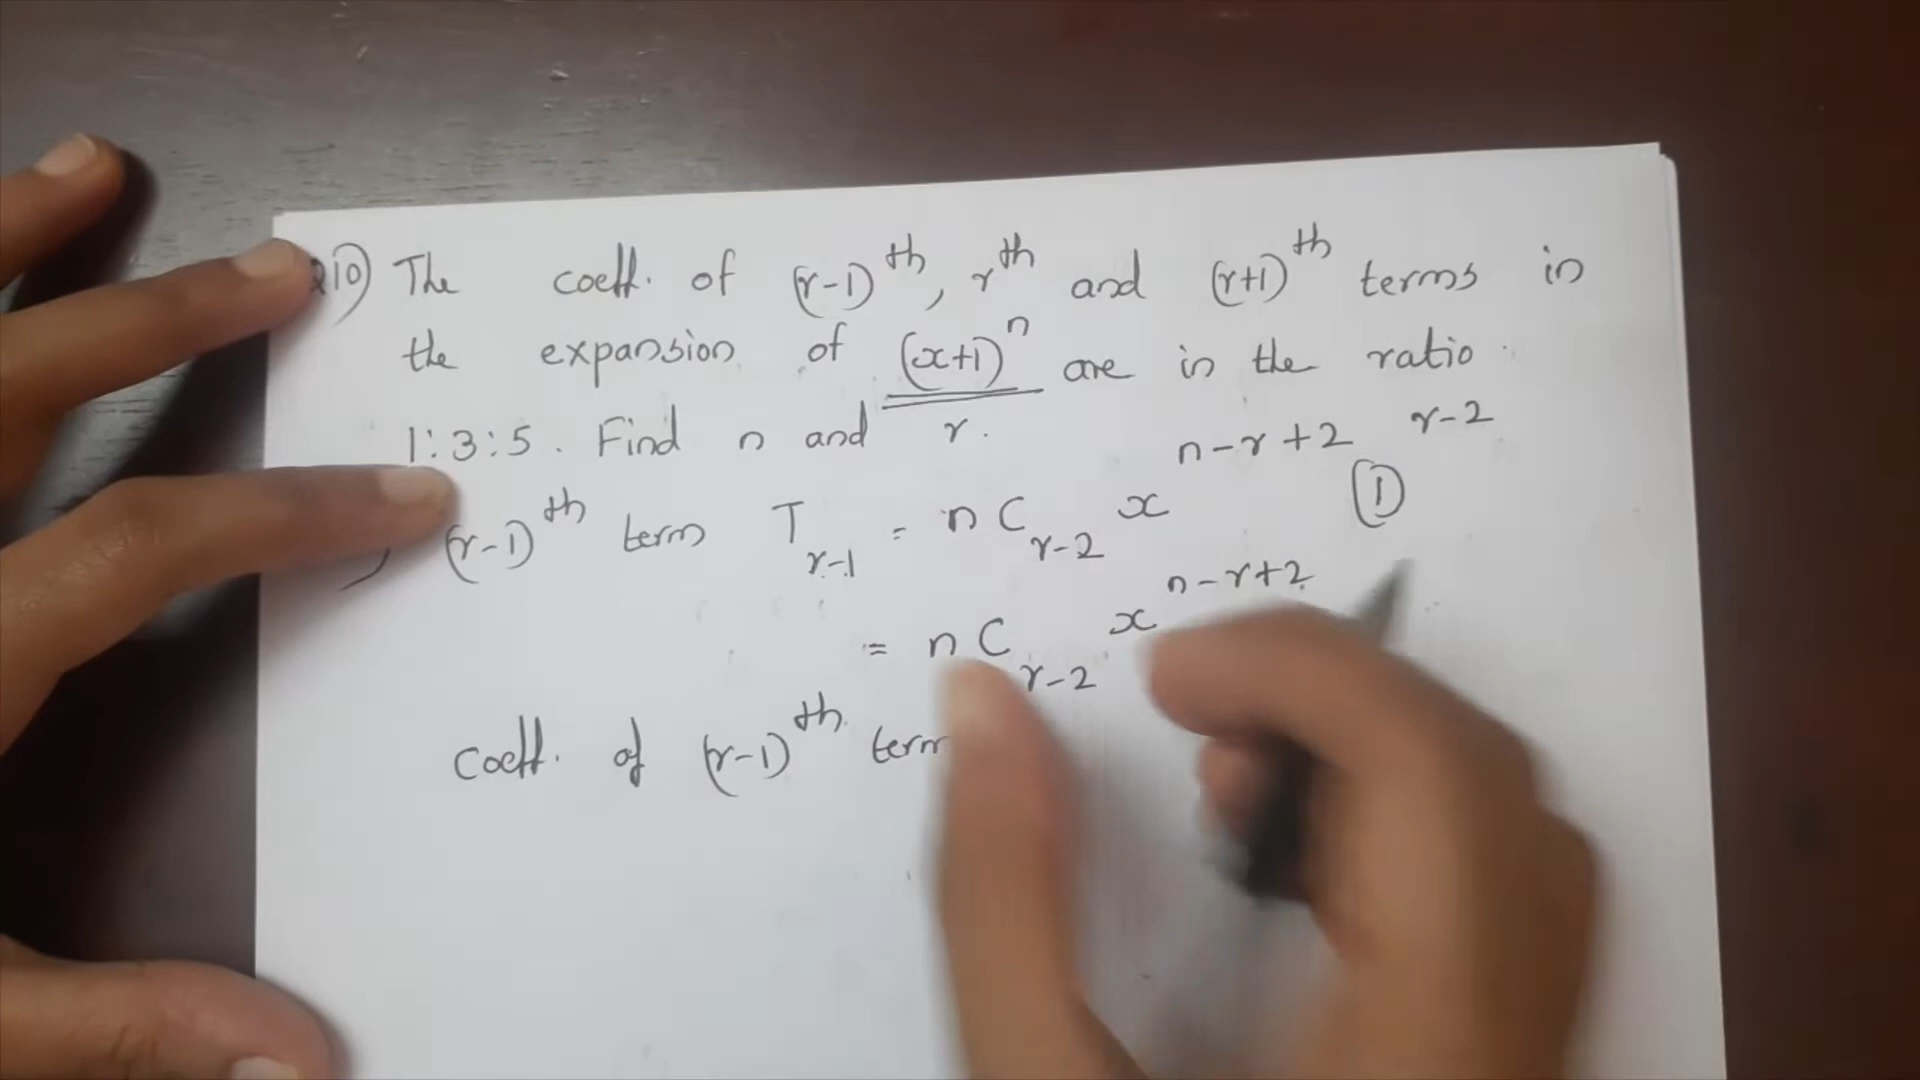 Q10) The coeff. of (r-1)^th, r^th and (r+1)^th terms in
the expansion of (x+1)^n are in the ratio
1:3:5. Find n and r.
(r-1)^th term T_{r-1} = nC_{r-2} x^{n-r+2} (1)^{r-2}
= nC_{r-2} x^{n-r+2}
Coeff. of (r-1)^th term